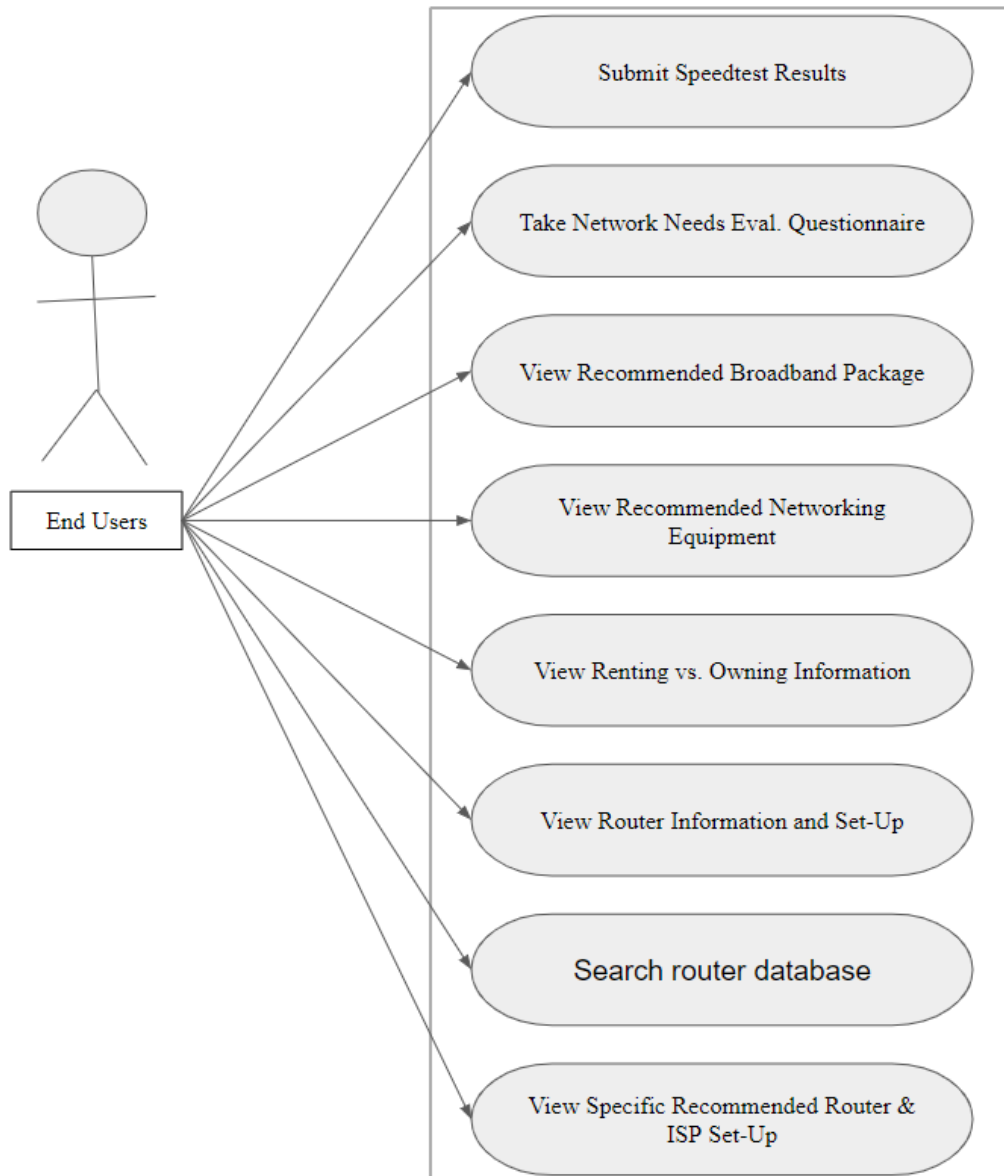 Submit Speedtest Results
Take Network Needs Eval. Questionnaire
View Recommended Broadband Package
End Users
View Recommended Networking
Equipment
View Renting vs. Owning Information
View Router Information and Set-Up
Search router database
View Specific Recommended Router &
ISP Set-Up